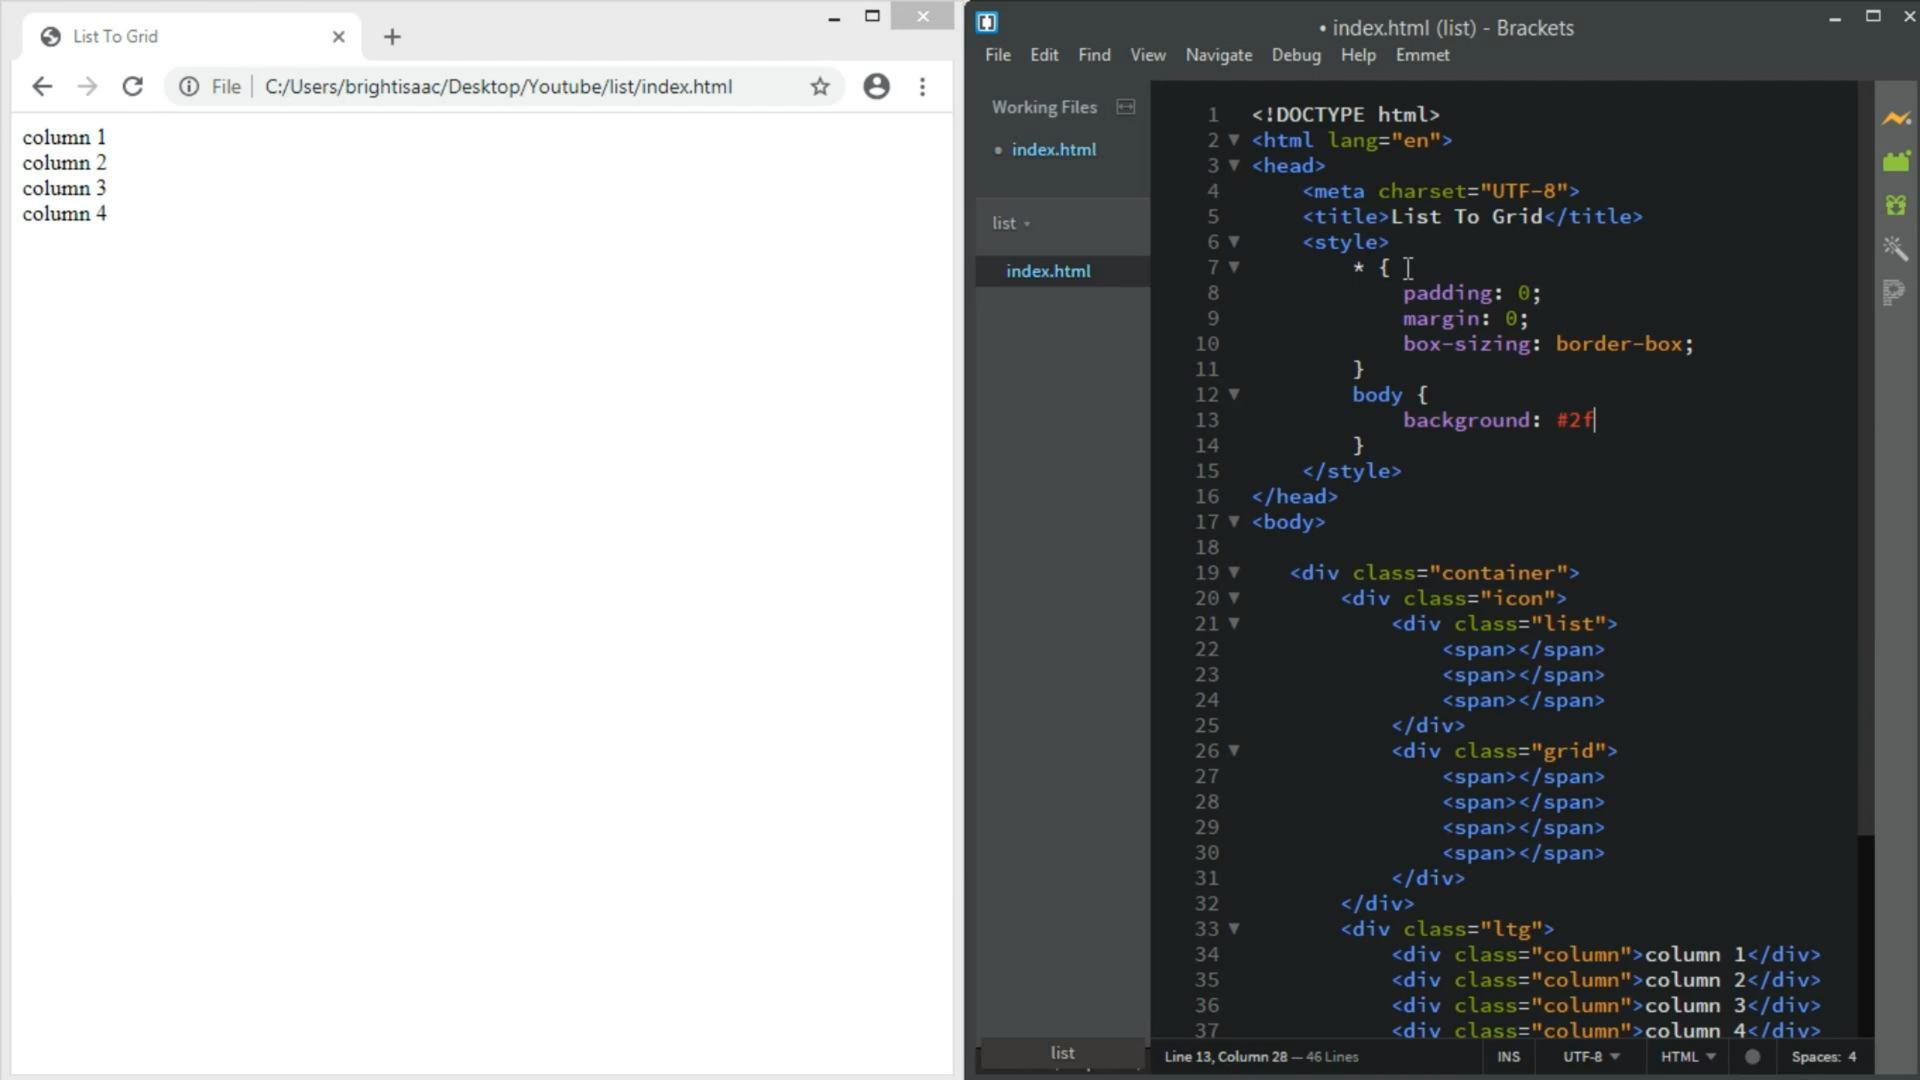 List To Grid
File C:/Users/brightisaac/Desktop/Youtube/list/index.html
column 1
column 2
column 3
column 4
• index.html (list) - Brackets
File Edit Find View Navigate Debug Help Emmet
Working Files
• index.html
list
index.html
1 <!DOCTYPE html>
2 <html lang="en">
3 <head>
4 <meta charset="UTF-8">
5 <title>List To Grid</title>
6 <style>
7 * {
8 padding: 0;
9 margin: 0;
10 box-sizing: border-box;
11 }
12 body {
13 background: #2f
14 }
15 </style>
16 </head>
17 <body>
18
19 <div class="container">
20 <div class="icon">
21 <div class="list">
22 <span></span>
23 <span></span>
24 <span></span>
25 </div>
26 <div class="grid">
27 <span></span>
28 <span></span>
29 <span></span>
30 <span></span>
31 </div>
32 </div>
33 <div class="ltg">
34 <div class="column">column 1</div>
35 <div class="column">column 2</div>
36 <div class="column">column 3</div>
37 <div class="column">column 4</div>
list
Line 13, Column 28 — 46 Lines INS UTF-8 HTML Spaces: 4